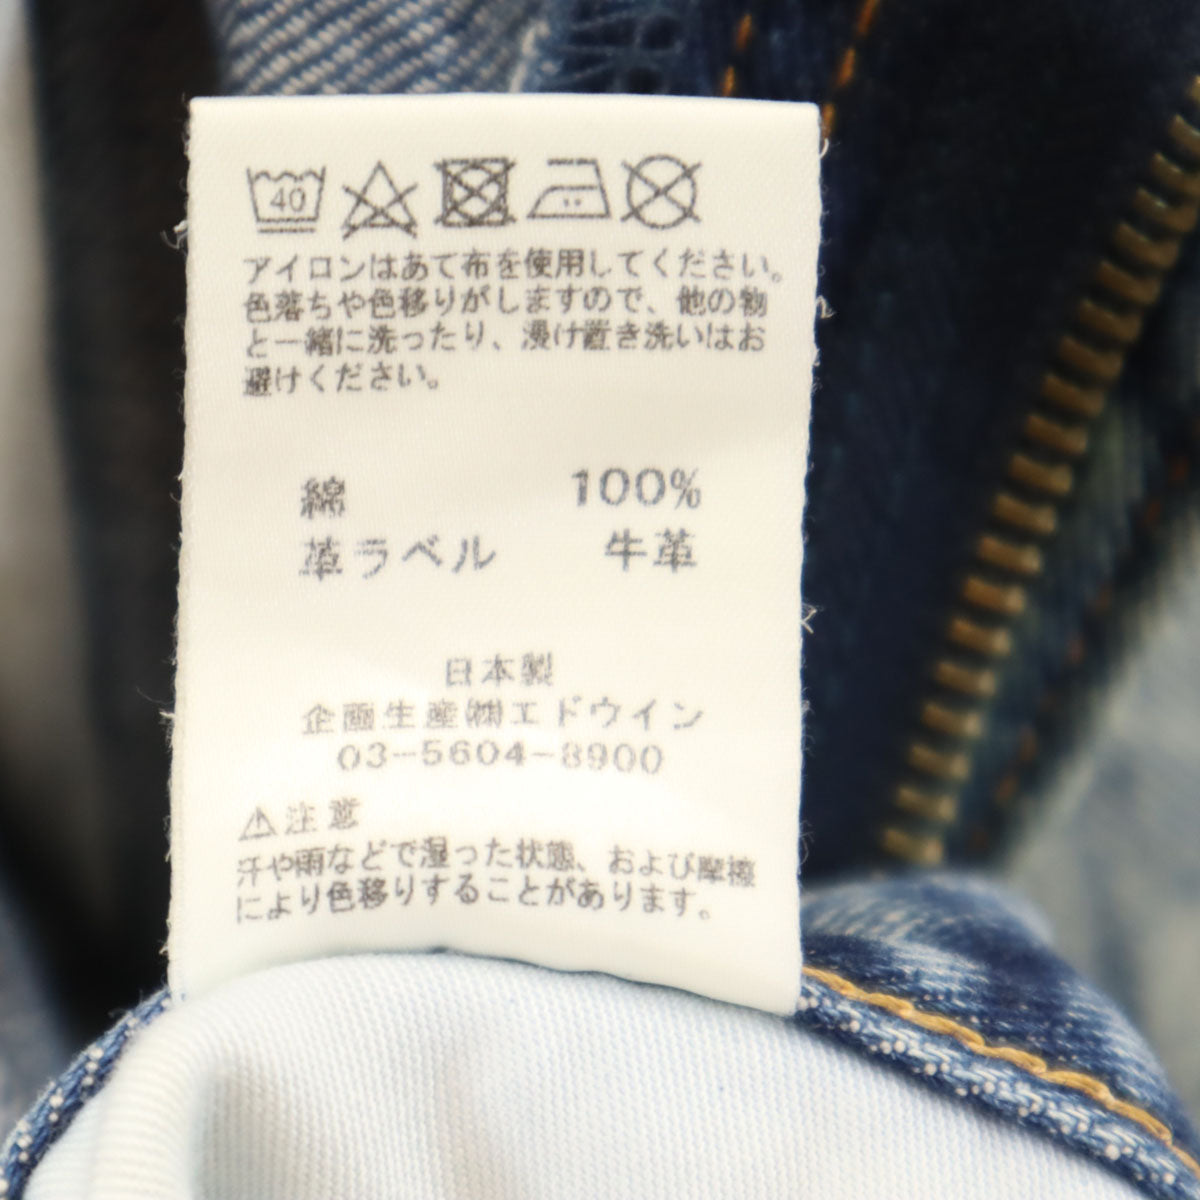 40
アイロンはあて布を使用してください。
色落ちや色移りがしますので、他の物
と一緒に洗ったり、浸け置き洗いはお
避けください。
綿 100%
革ラベル 牛革
日本製
企画生産㈱エドウイン
03-5604-8900
⚠注意
汗や雨などで湿った状態、および摩擦
により色移りすることがあります。